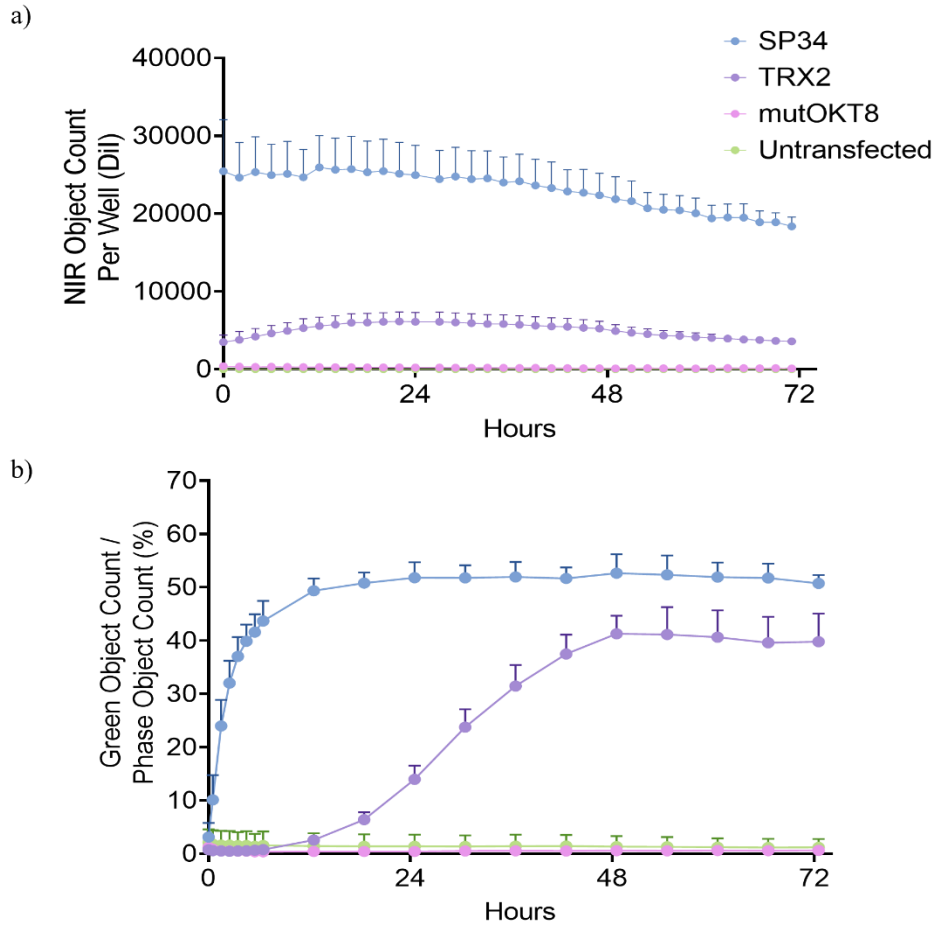 a)
SP34
TRX2
mutOKT8
Untransfected
NIR Object Count
Per Well (DiI)
40000
30000
20000
10000
0
0
24
48
72
Hours
b)
Green Object Count /
Phase Object Count (%)
70
60
50
40
30
20
10
0
0
24
48
72
Hours